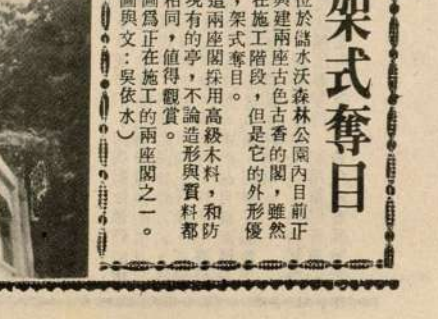 架式奪目
位於儲水沃森林公園內目前正
興建兩座古色古香的閣，雖然
在施工階段，但是它的外形優
，架式奪目。
這兩座閣採用高級木料，和防
現有的亭，不論造形與質料都
相同，值得觀賞。
圖爲正在施工的兩座閣之一。
圖與文：吳依水）